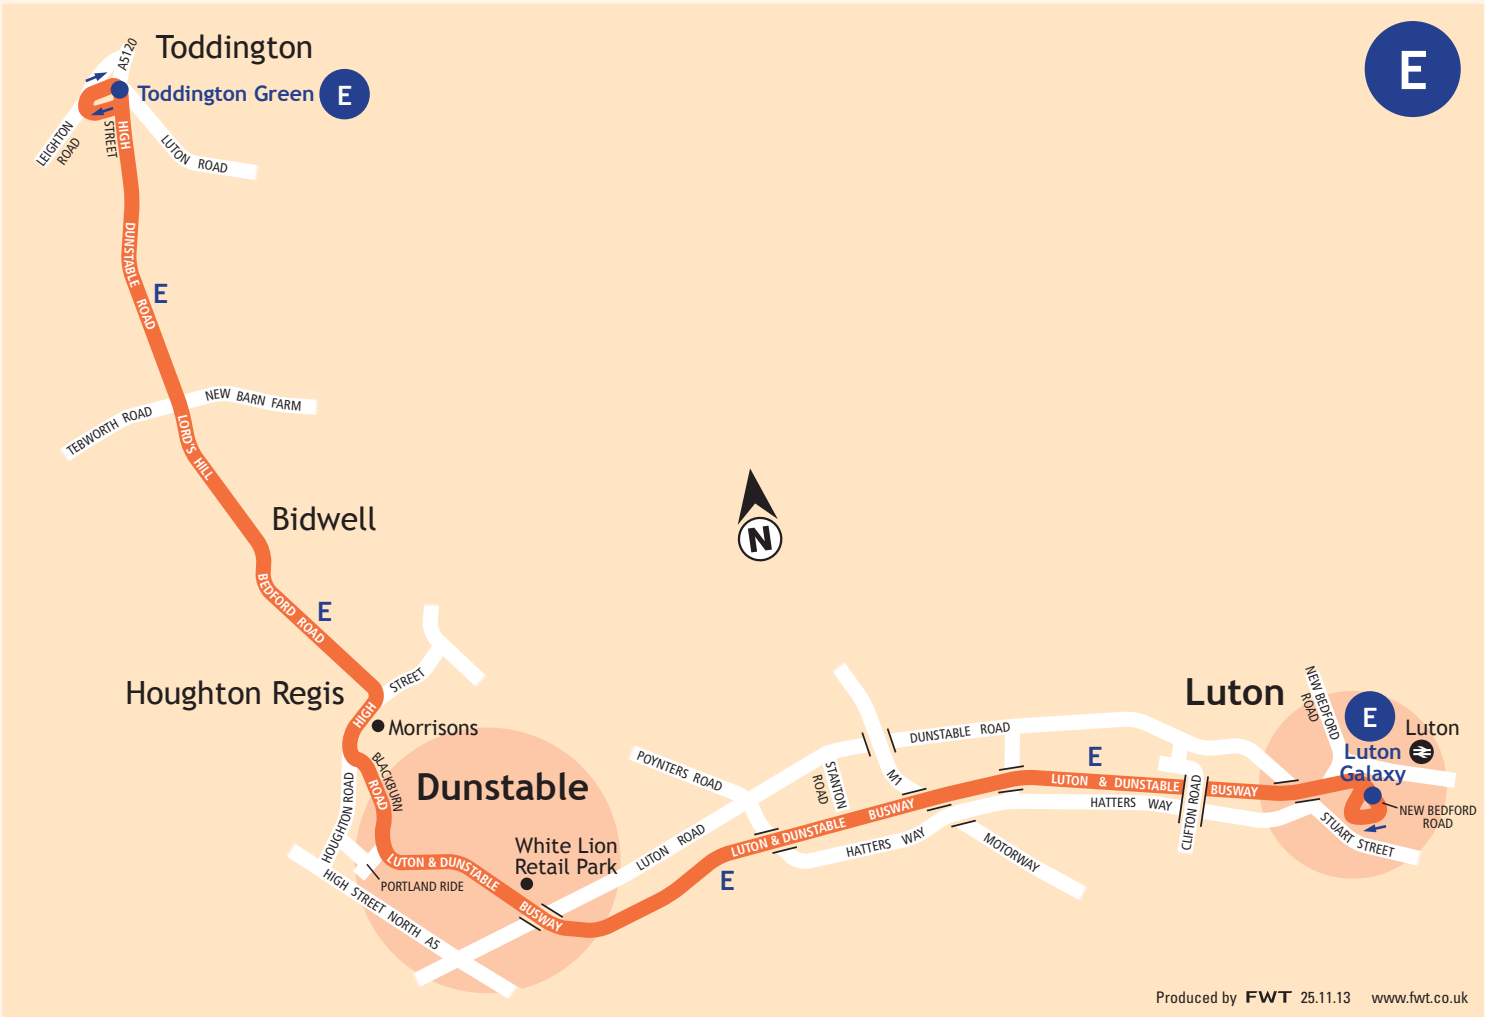 A5120
Toddington
E
Toddington Green E
LEIGHTON
ROAD
HIGH
STREET
LUTON ROAD
DUNSTABLE ROAD
E
TEBWORTH ROAD
NEW BARN FARM
LORD'S HILL
Bidwell
N
BEDFORD ROAD
E
Houghton Regis
STREET
HIGH
Morrisons
BLACKBURN
ROAD
Dunstable
HOUGHTON ROAD
White Lion
Retail Park
LUTON & DUNSTABLE
BUSWAY
PORTLAND RIDE
HIGH STREET NORTH A5
LUTON ROAD
POYNTERS ROAD
STANTON
ROAD
M1
DUNSTABLE ROAD
LUTON & DUNSTABLE BUSWAY
E
HATTERS WAY
MOTORWAY
E
LUTON & DUNSTABLE
BUSWAY
HATTERS WAY
CLIFTON ROAD
Luton
NEW BEDFORD
ROAD
E
Luton
Luton
Galaxy
NEW BEDFORD
ROAD
STUART STREET
Produced by FWT 25.11.13 www.fwt.co.uk